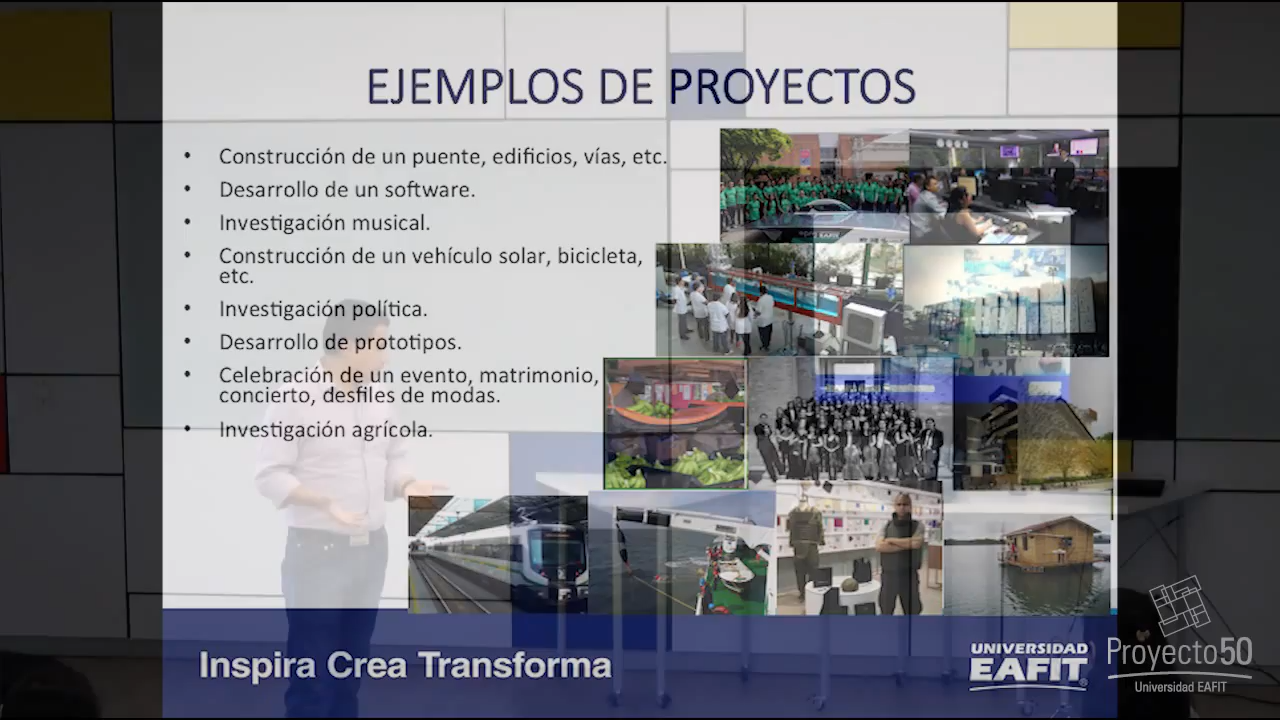 EJEMPLOS DE PROYECTOS
• Construcción de un puente, edificios, vías, etc.
• Desarrollo de un software.
• Investigación musical.
• Construcción de un vehículo solar, bicicleta,
etc.
• Investigación política.
• Desarrollo de prototipos.
• Celebración de un evento, matrimonio,
concierto, desfiles de modas.
• Investigación agrícola.
EAFIT
Inspira Crea Transforma
UNIVERSIDAD
EAFIT
Proyecto50
Universidad EAFIT